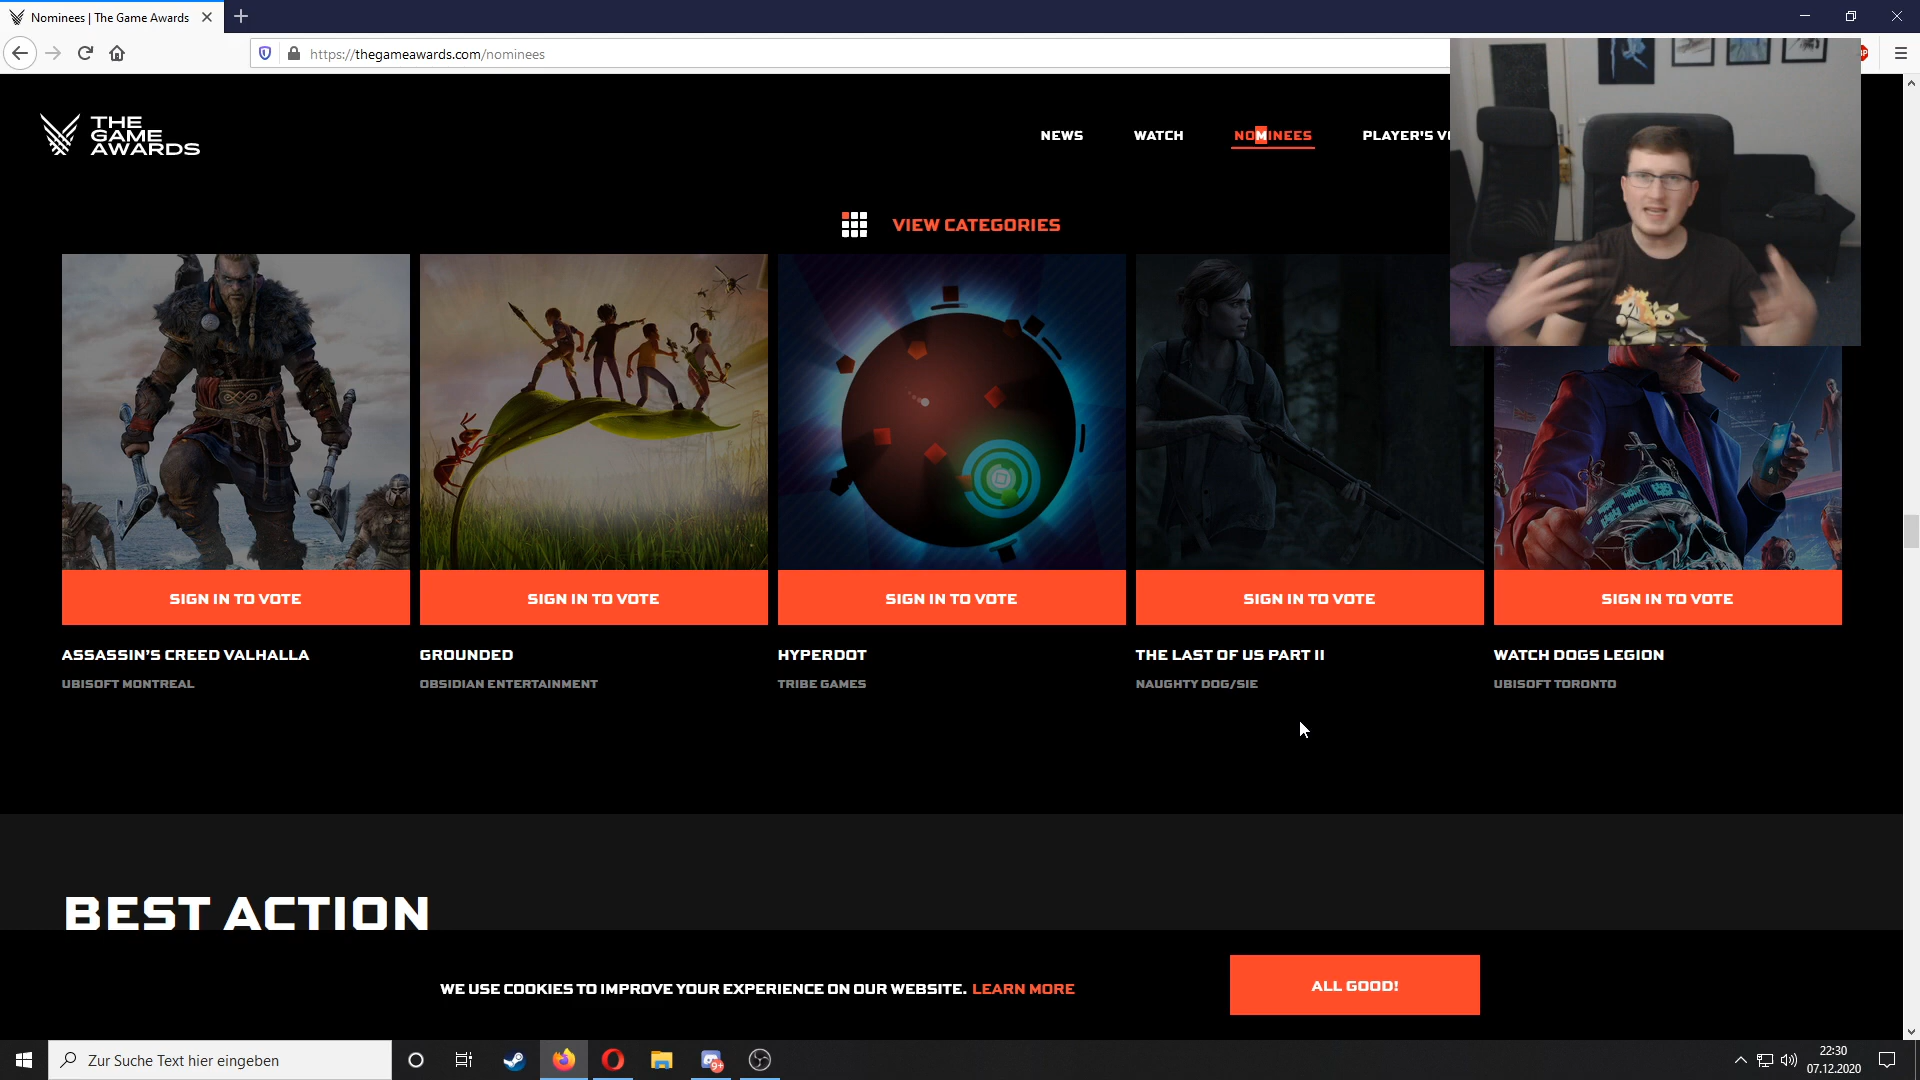 Nominees | The Game Awards
https://thegameawards.com/nominees
THE
GAME
AWARDS
NEWS
WATCH
NOMINEES
PLAYER'S
VIEW CATEGORIES
SIGN IN TO VOTE
SIGN IN TO VOTE
SIGN IN TO VOTE
SIGN IN TO VOTE
SIGN IN TO VOTE
ASSASSIN'S CREED VALHALLA
GROUNDED
HYPERDOT
THE LAST OF US PART II
WATCH DOGS LEGION
UBISOFT MONTREAL
OBSIDIAN ENTERTAINMENT
TRIBE GAMES
NAUGHTY DOG/SIE
UBISOFT TORONTO
BEST ACTION
WE USE COOKIES TO IMPROVE YOUR EXPERIENCE ON OUR WEBSITE. LEARN MORE
ALL GOOD!
Zur Suche Text hier eingeben
9+
22:30
07.12.2020